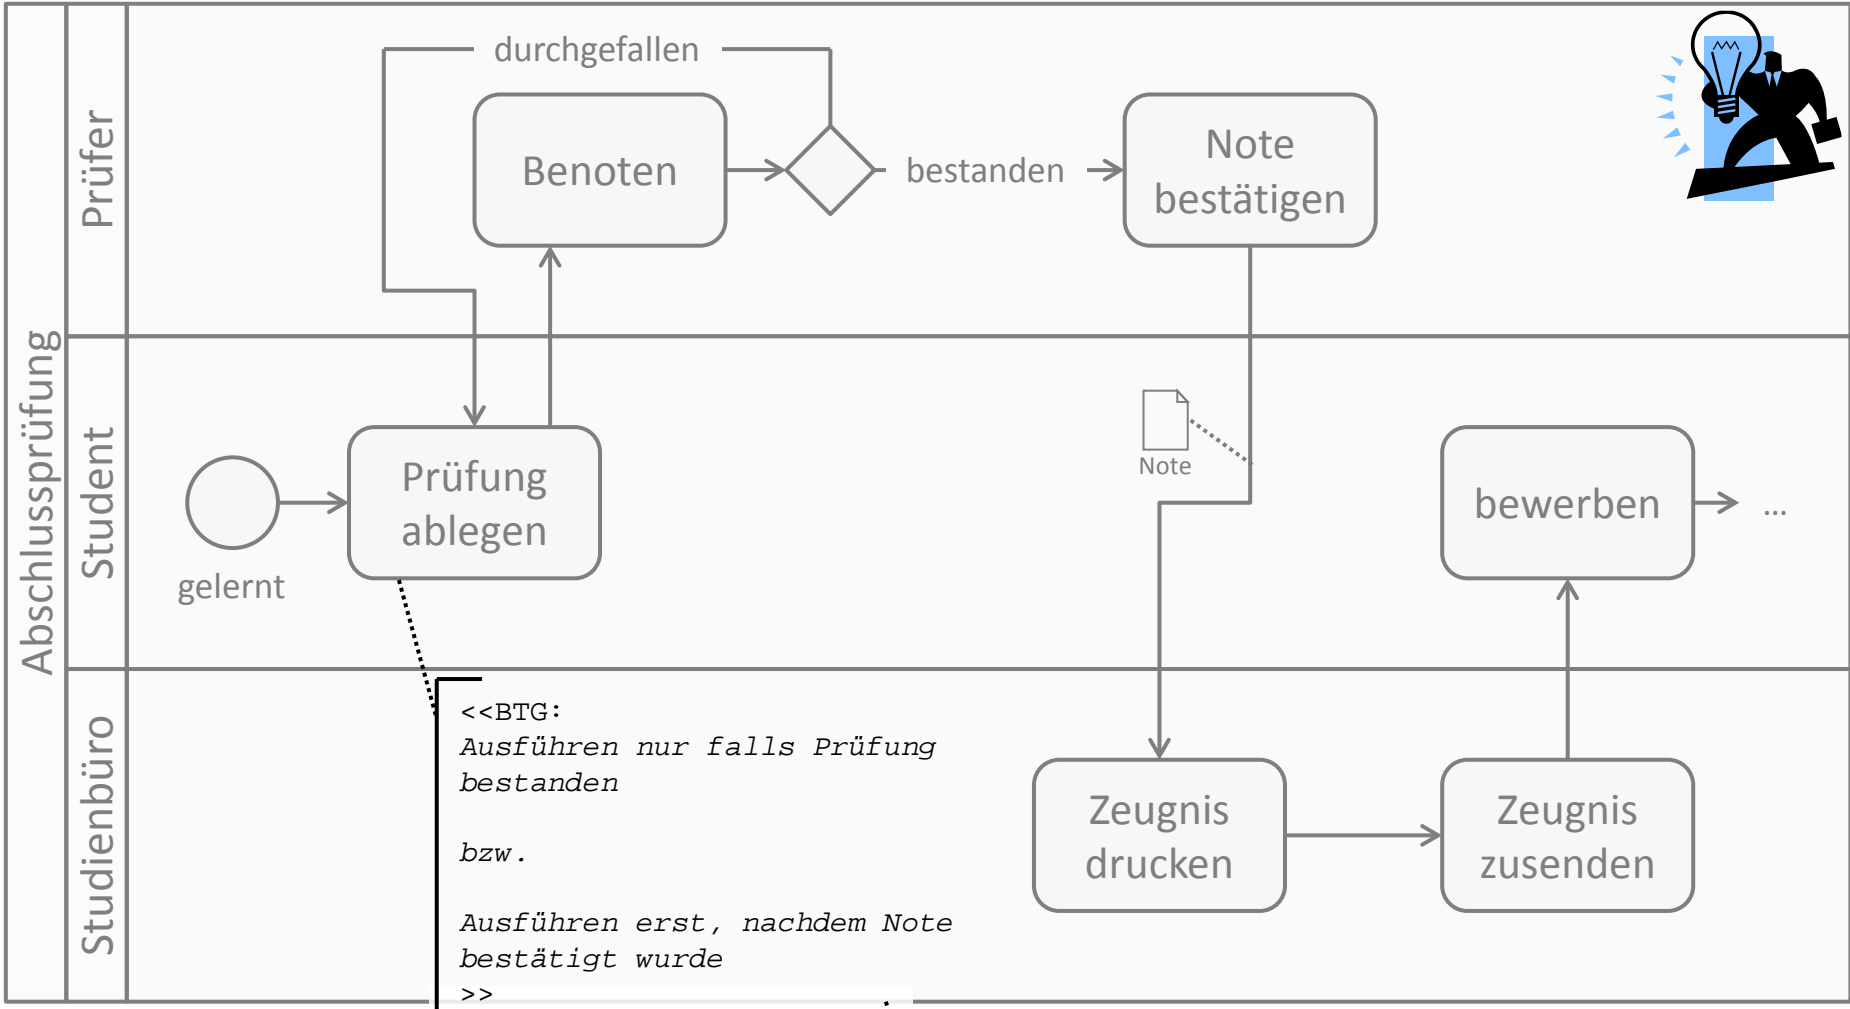 Abschlussprüfung
Prüfer
durchgefallen
Benoten
bestanden
Note
bestätigen
Student
gelernt
Prüfung
ablegen
Note
bewerben
...
Studienbüro
<<BTG:
Ausführen nur falls Prüfung
bestanden
bzw.
Ausführen erst, nachdem Note
bestätigt wurde
>>
Zeugnis
drucken
Zeugnis
zusenden